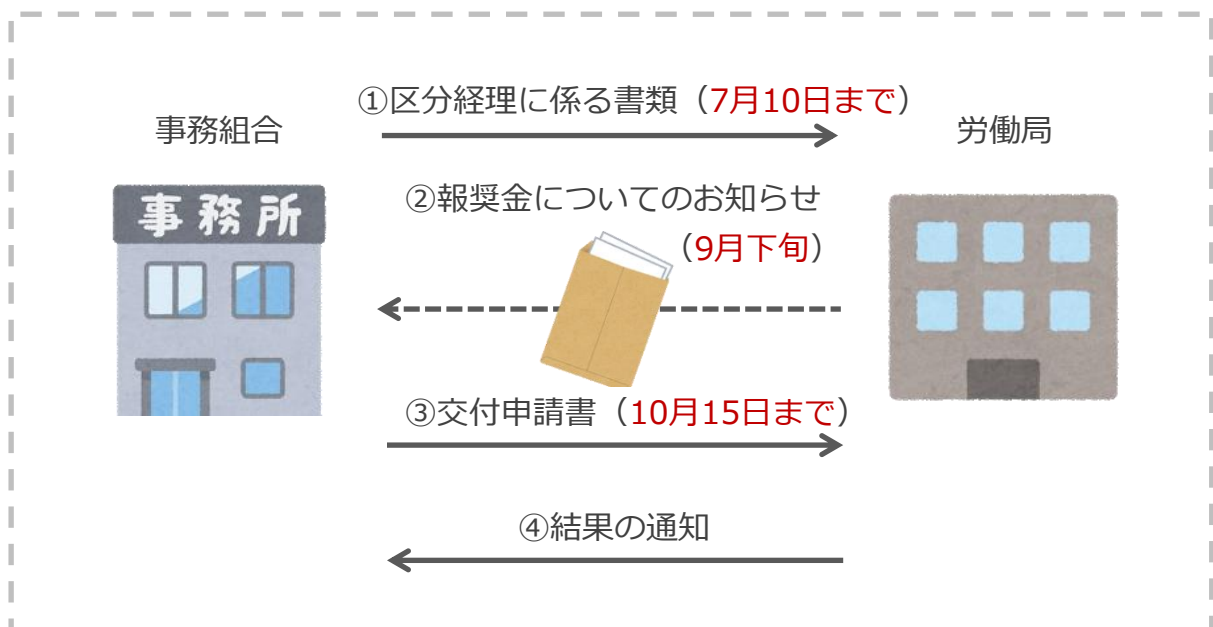 ①区分経理に係る書類（7月10日まで）
事務組合
労働局
事務所
②報奨金についてのお知らせ
（9月下旬）
③交付申請書（10月15日まで）
④結果の通知